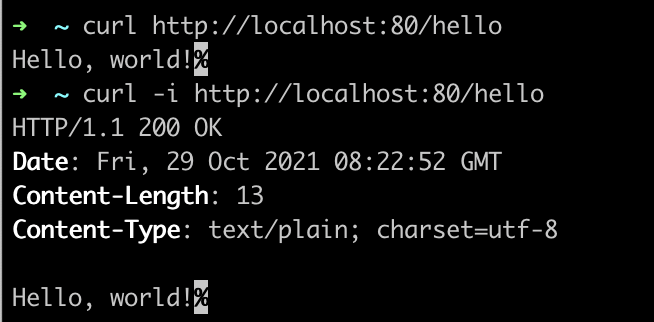 ➜ ~ curl http://localhost:80/hello
Hello, world!%
➜ ~ curl -i http://localhost:80/hello
HTTP/1.1 200 OK
Date: Fri, 29 Oct 2021 08:22:52 GMT
Content-Length: 13
Content-Type: text/plain; charset=utf-8
Hello, world!%